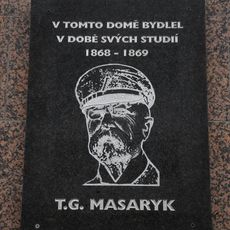 V TOMTO DOMĚ BYDLEL
V DOBĚ SVÝCH STUDIÍ
1868 - 1869
T.G. MASARYK